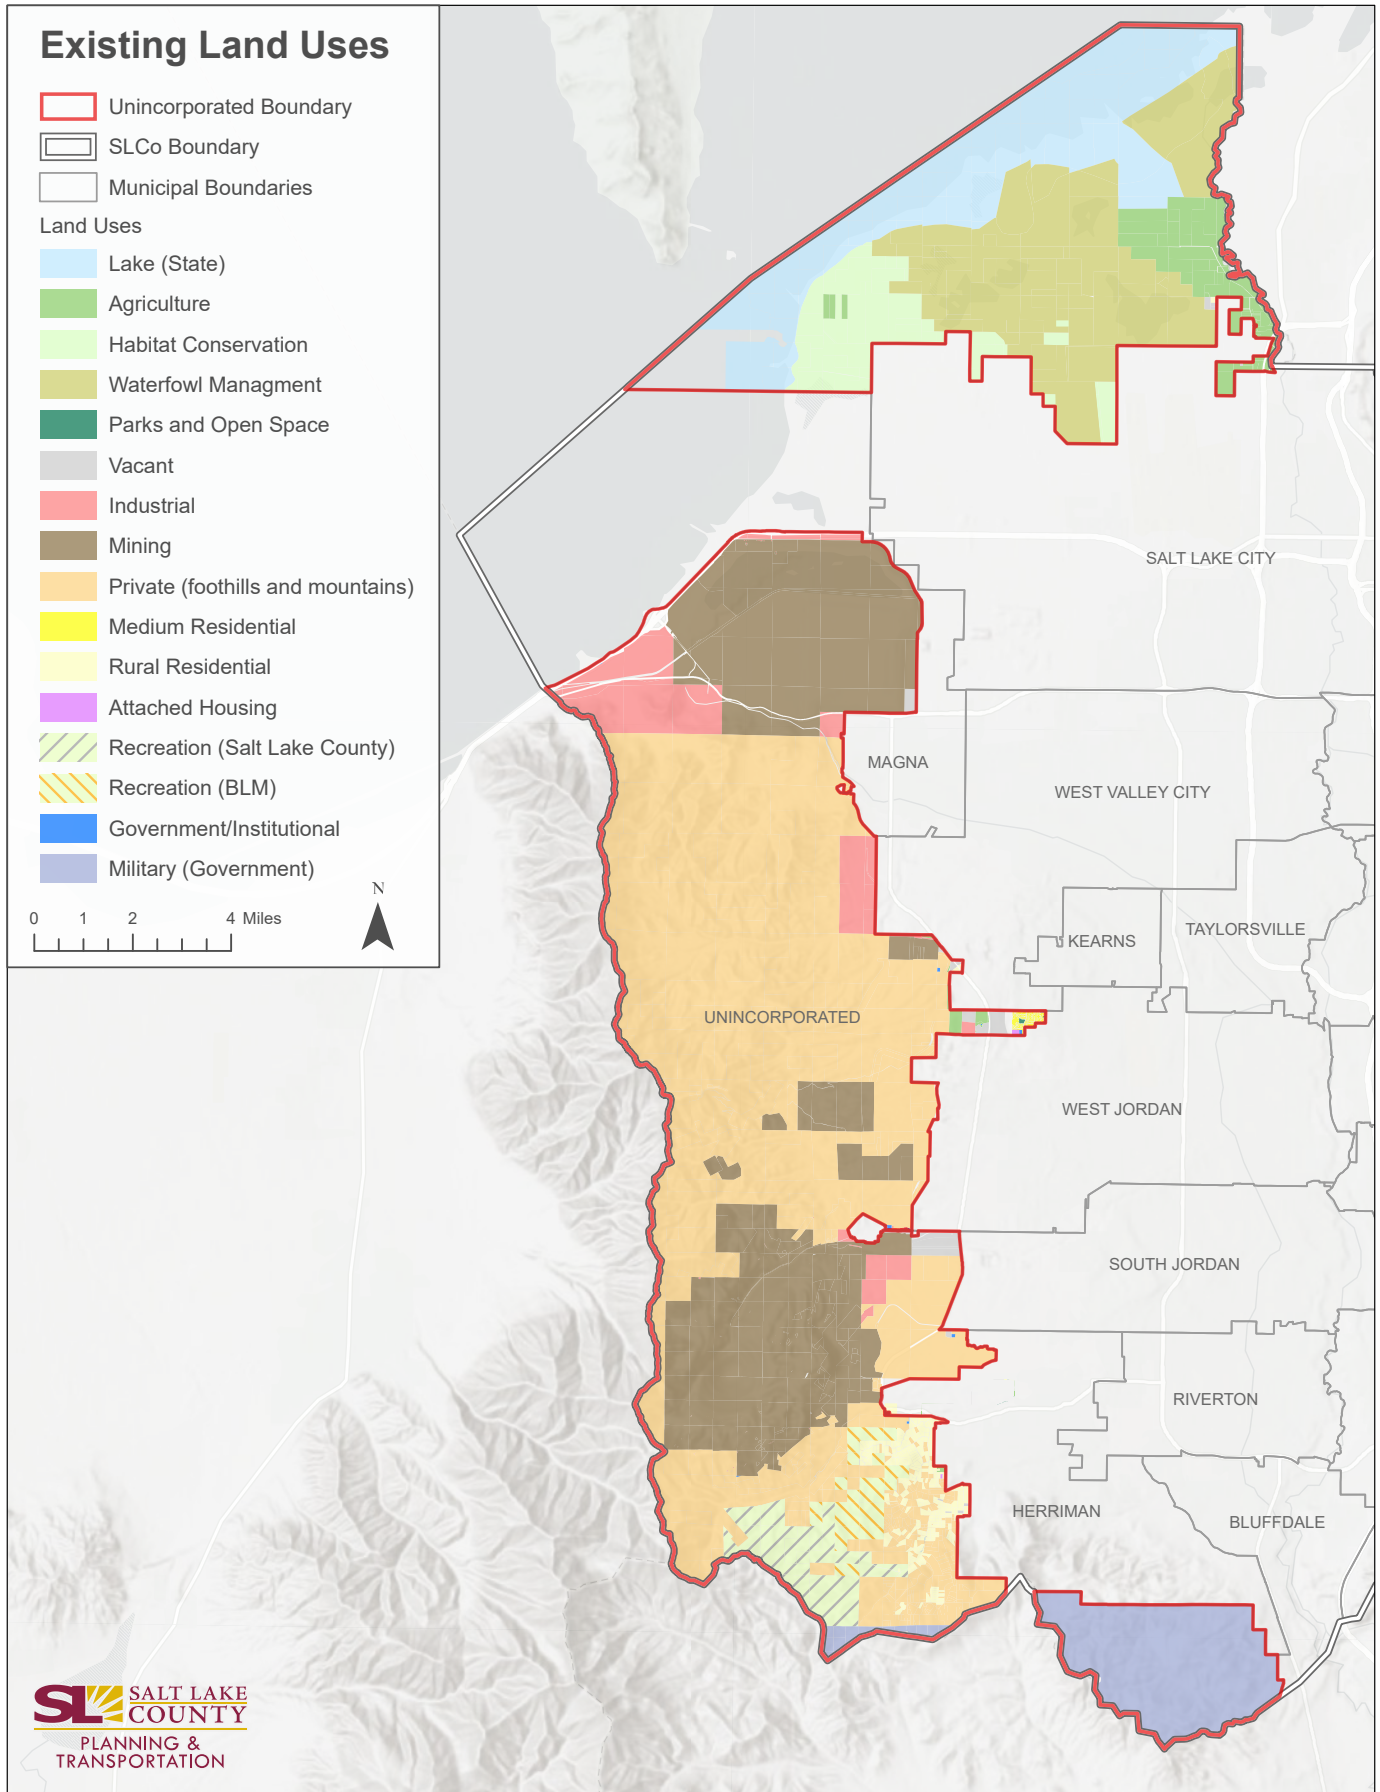 Existing Land Uses
Unincorporated Boundary
SLCo Boundary
Municipal Boundaries
Land Uses
Lake (State)
Agriculture
Habitat Conservation
Waterfowl Managment
Parks and Open Space
Vacant
Industrial
Mining
Private (foothills and mountains)
Medium Residential
Rural Residential
Attached Housing
Recreation (Salt Lake County)
Recreation (BLM)
Government/Institutional
Military (Government)
N
0 1 2 4 Miles
SALT LAKE CITY
MAGNA
WEST VALLEY CITY
KEARNS
TAYLORSVILLE
UNINCORPORATED
WEST JORDAN
SOUTH JORDAN
RIVERTON
HERRIMAN
BLUFFDALE
SL SALT LAKE
COUNTY
PLANNING &
TRANSPORTATION